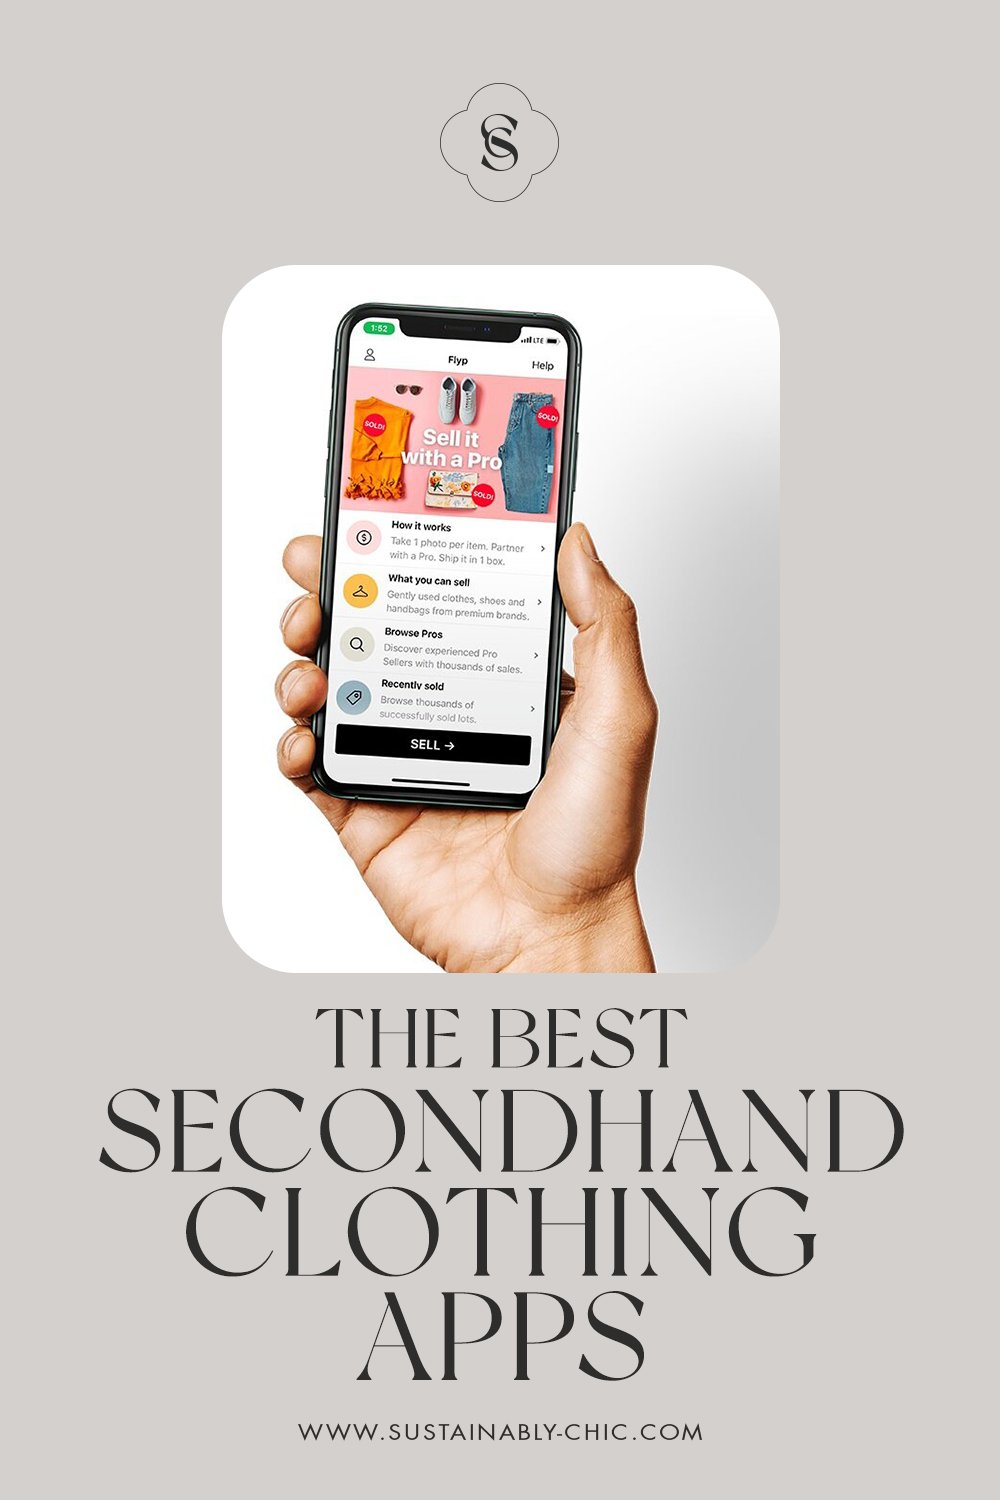 SC
1:52
LTE
Flyp
Help
SOLD!
SOLD!
Sell it
with a Pro
SOLD!
How it works
Take 1 photo per item. Partner
with a Pro. Ship it in 1 box.
What you can sell
Gently used clothes, shoes and
handbags from premium brands.
Browse Pros
Discover experienced Pro
Sellers with thousands of sales.
Recently sold
Browse thousands of
successfully sold lots.
SELL →
THE BEST
SECONDHAND
CLOTHING
APPS
WWW.SUSTAINABLY-CHIC.COM